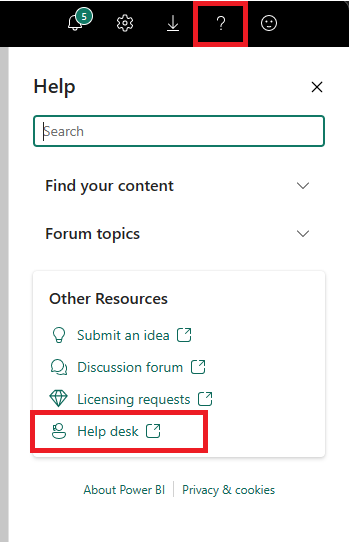 5
?
Help
Search
Find your content
Forum topics
Other Resources
Submit an idea
Discussion forum
Licensing requests
Help desk
About Power BI Privacy & cookies